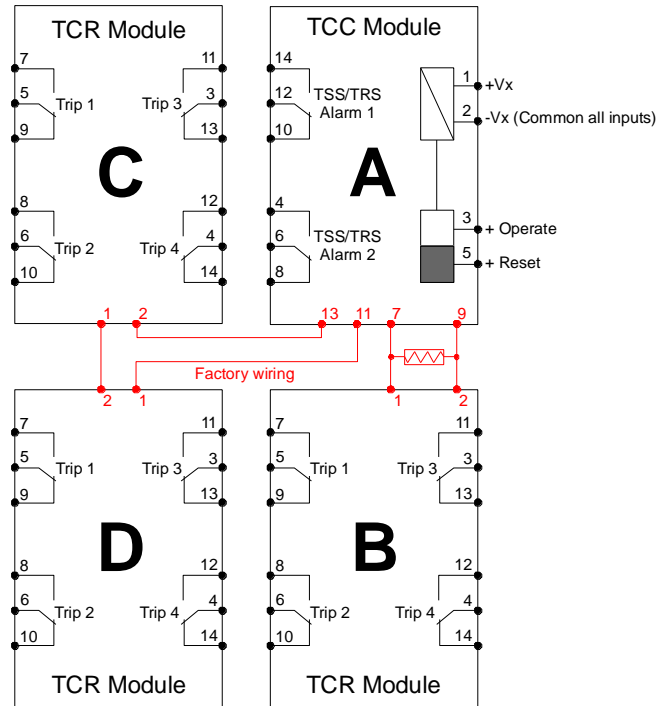 TCR Module
7
5
9
Trip 1
11
3
13
Trip 3
C
8
6
10
Trip 2
12
4
14
Trip 4
1
2
TCC Module
14
12
10
TSS/TRS
Alarm 1
1
+Vx
2
-Vx (Common all inputs)
A
4
6
8
TSS/TRS
Alarm 2
3
+ Operate
5
+ Reset
13
11
7
9
Factory wiring
2
1
7
5
9
Trip 1
11
3
13
Trip 3
D
8
6
10
Trip 2
12
4
14
Trip 4
TCR Module
1
2
7
5
9
Trip 1
11
3
13
Trip 3
B
8
6
10
Trip 2
12
4
14
Trip 4
TCR Module